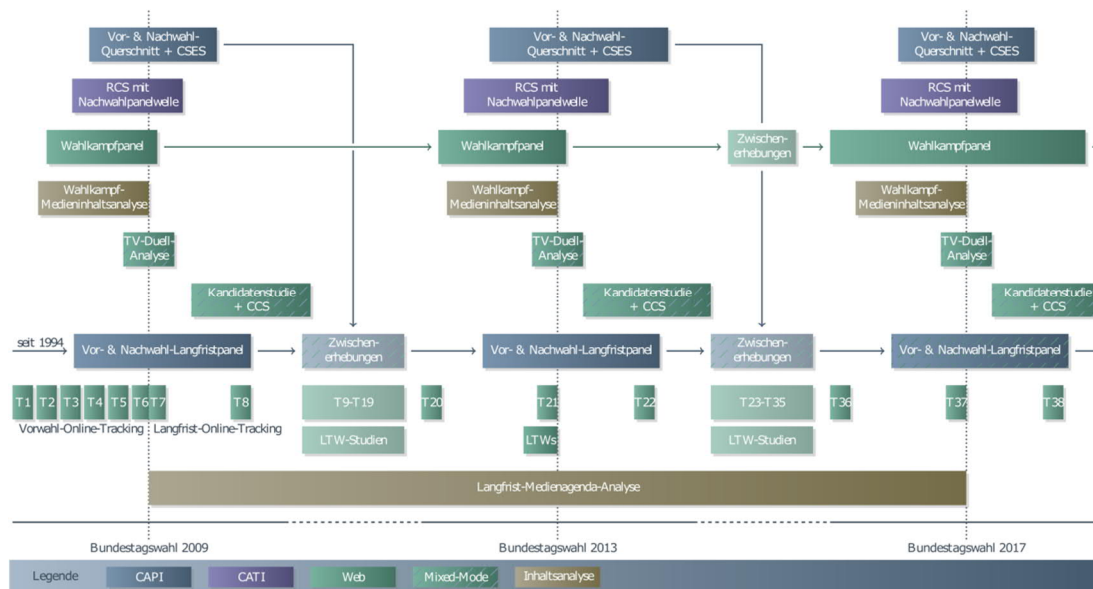 Vor- & Nachwahl-
Querschnitt + CSES
Vor- & Nachwahl-
Querschnitt + CSES
Vor- & Nachwahl-
Querschnitt + CSES
RCS mit
Nachwahlpanelwelle
RCS mit
Nachwahlpanelwelle
RCS mit
Nachwahlpanelwelle
Wahlkampfpanel
Wahlkampfpanel
Zwischen-
erhebungen
Wahlkampfpanel
Wahlkampf-
Medieninhaltsanalyse
Wahlkampf-
Medieninhaltsanalyse
Wahlkampf-
Medieninhaltsanalyse
TV-Duell-
Analyse
TV-Duell-
Analyse
TV-Duell-
Analyse
Kandidatenstudie
+ CCS
Kandidatenstudie
+ CCS
Kandidatenstudie
+ CCS
seit 1994
Vor- & Nachwahl-Langfristpanel
Zwischen-
erhebungen
Vor- & Nachwahl-Langfristpanel
Zwischen-
erhebungen
Vor- & Nachwahl-Langfristpanel
T1 T2 T3 T4 T5 T6 T7 T8 T9-T19 T20 T21 T22 T23-T35 T36 T37 T38
Vorwahl-Online-Tracking Langfrist-Online-Tracking
LTW-Studien LTWs LTW-Studien
Langfrist-Medienagenda-Analyse
Bundestagswahl 2009 Bundestagswahl 2013 Bundestagswahl 2017
Legende CAPI CATI Web Mixed-Mode Inhaltsanalyse